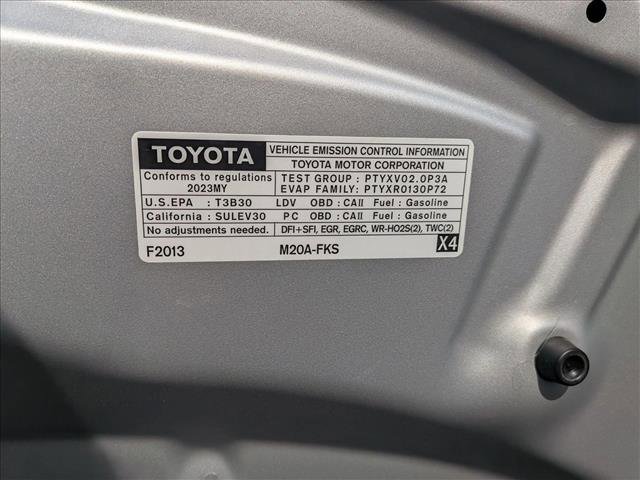 TOYOTA
VEHICLE EMISSION CONTROL INFORMATION
TOYOTA MOTOR CORPORATION
Conforms to regulations
2023MY
TEST GROUP : PTYXV02.0P3A
EVAP FAMILY: PTYXR0130P72
U.S.EPA : T3B30 LDV OBD : CAII Fuel : Gasoline
California : SULEV30 PC OBD : CAII Fuel : Gasoline
No adjustments needed. DFI+SFI, EGR, EGRC, WR-HO2S(2), TWC(2)
F2013 M20A-FKS X4